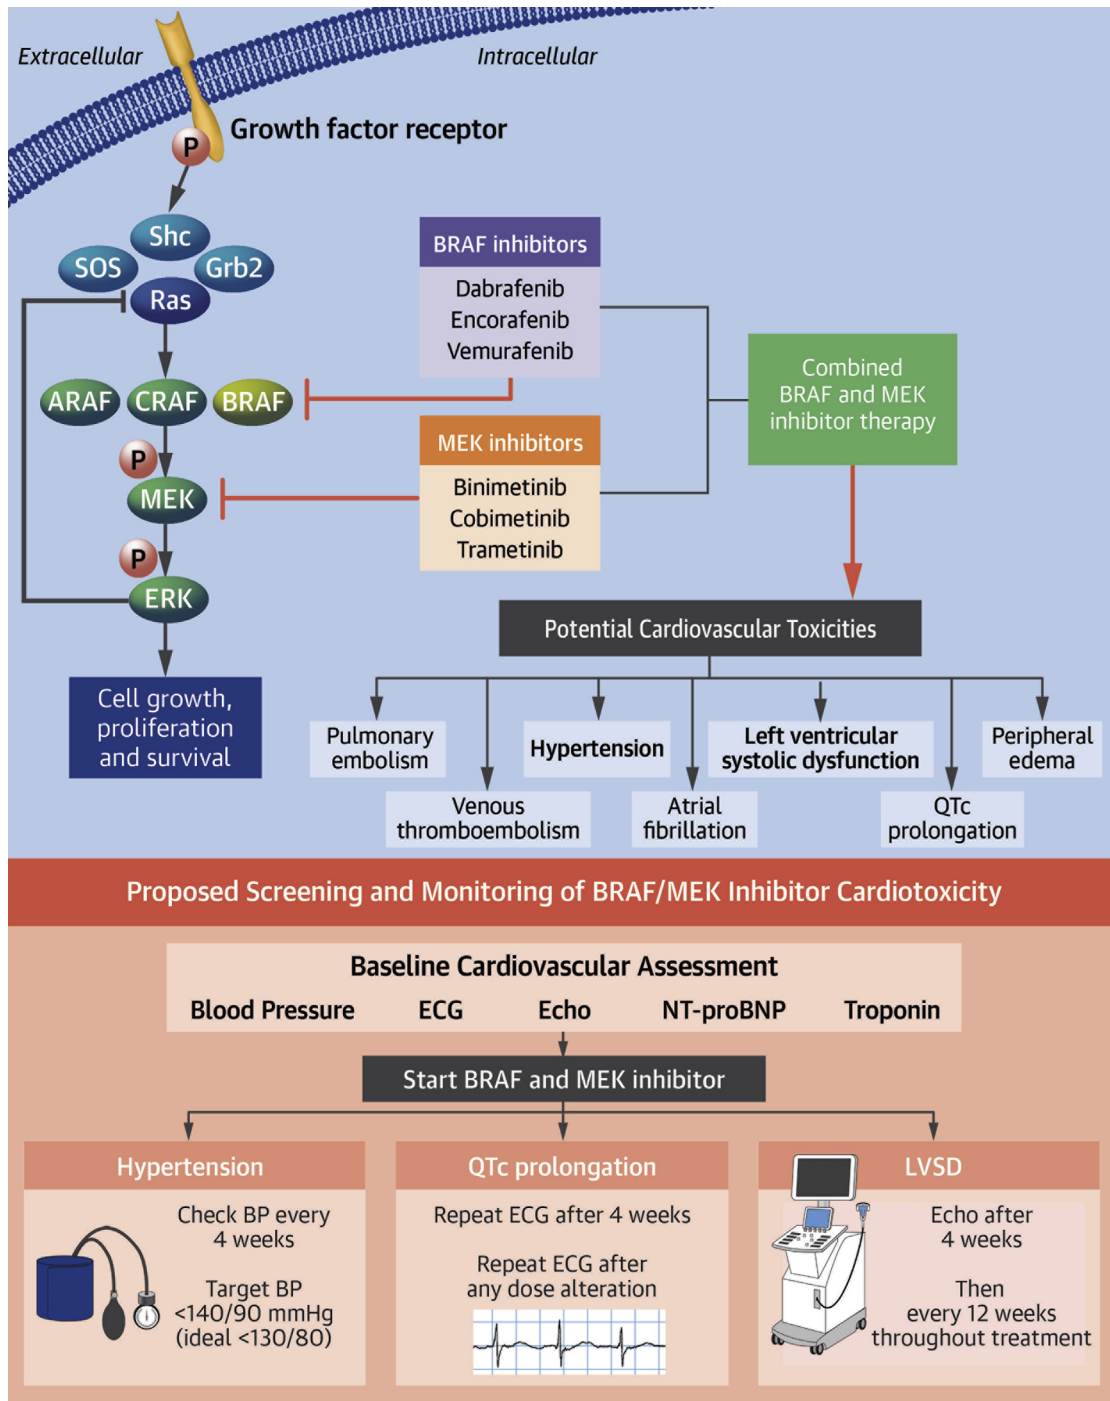 Extracellular
Intracellular
Growth factor receptor
P
Shc
SOS
Grb2
Ras
ARAF
CRAF
BRAF
P
MEK
P
ERK
Cell growth,
proliferation
and survival
BRAF inhibitors
Dabrafenib
Encorafenib
Vemurafenib
MEK inhibitors
Binimetinib
Cobimetinib
Trametinib
Combined
BRAF and MEK
inhibitor therapy
Potential Cardiovascular Toxicities
Pulmonary
embolism
Venous
thromboembolism
Hypertension
Atrial
fibrillation
Left ventricular
systolic dysfunction
QTc
prolongation
Peripheral
edema
Proposed Screening and Monitoring of BRAF/MEK Inhibitor Cardiotoxicity
Baseline Cardiovascular Assessment
Blood Pressure ECG Echo NT-proBNP Troponin
Start BRAF and MEK inhibitor
Hypertension
Check BP every
4 weeks
Target BP
<140/90 mmHg
(ideal <130/80)
QTc prolongation
Repeat ECG after 4 weeks
Repeat ECG after
any dose alteration
LVSD
Echo after
4 weeks
Then
every 12 weeks
throughout treatment